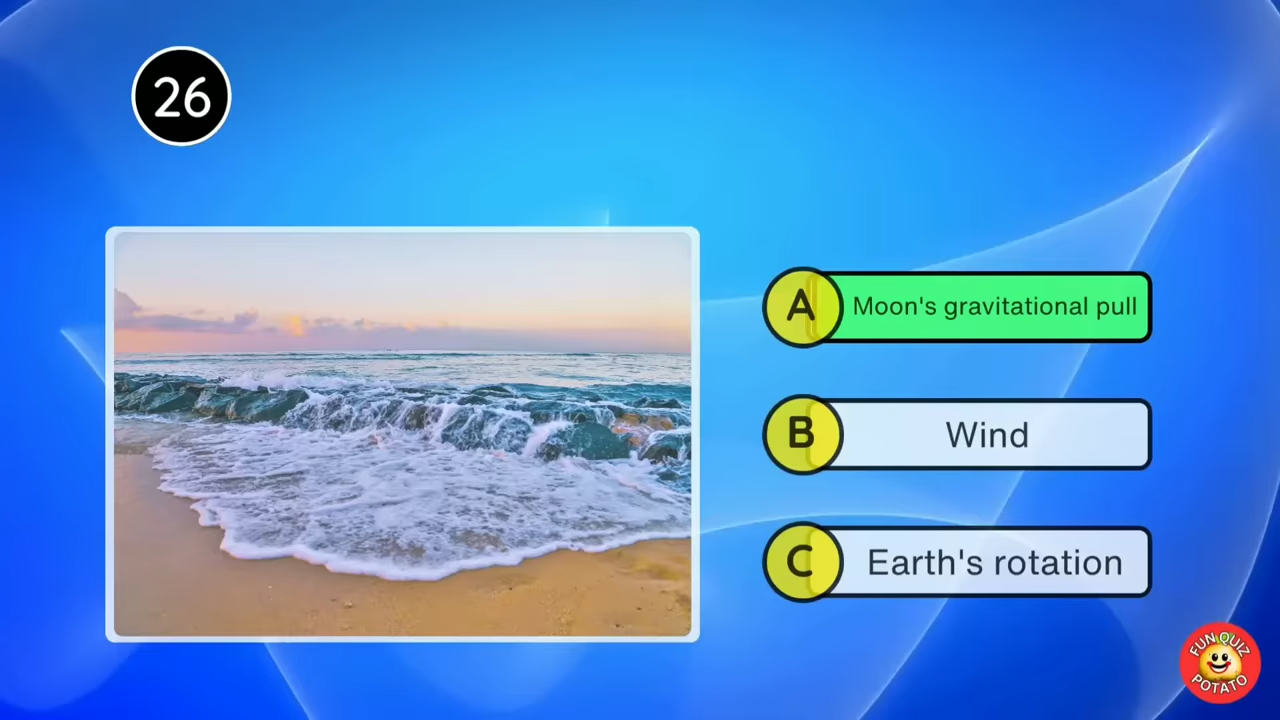 26
A Moon's gravitational pull
B Wind
C Earth's rotation
FUN QUIZ
POTATO